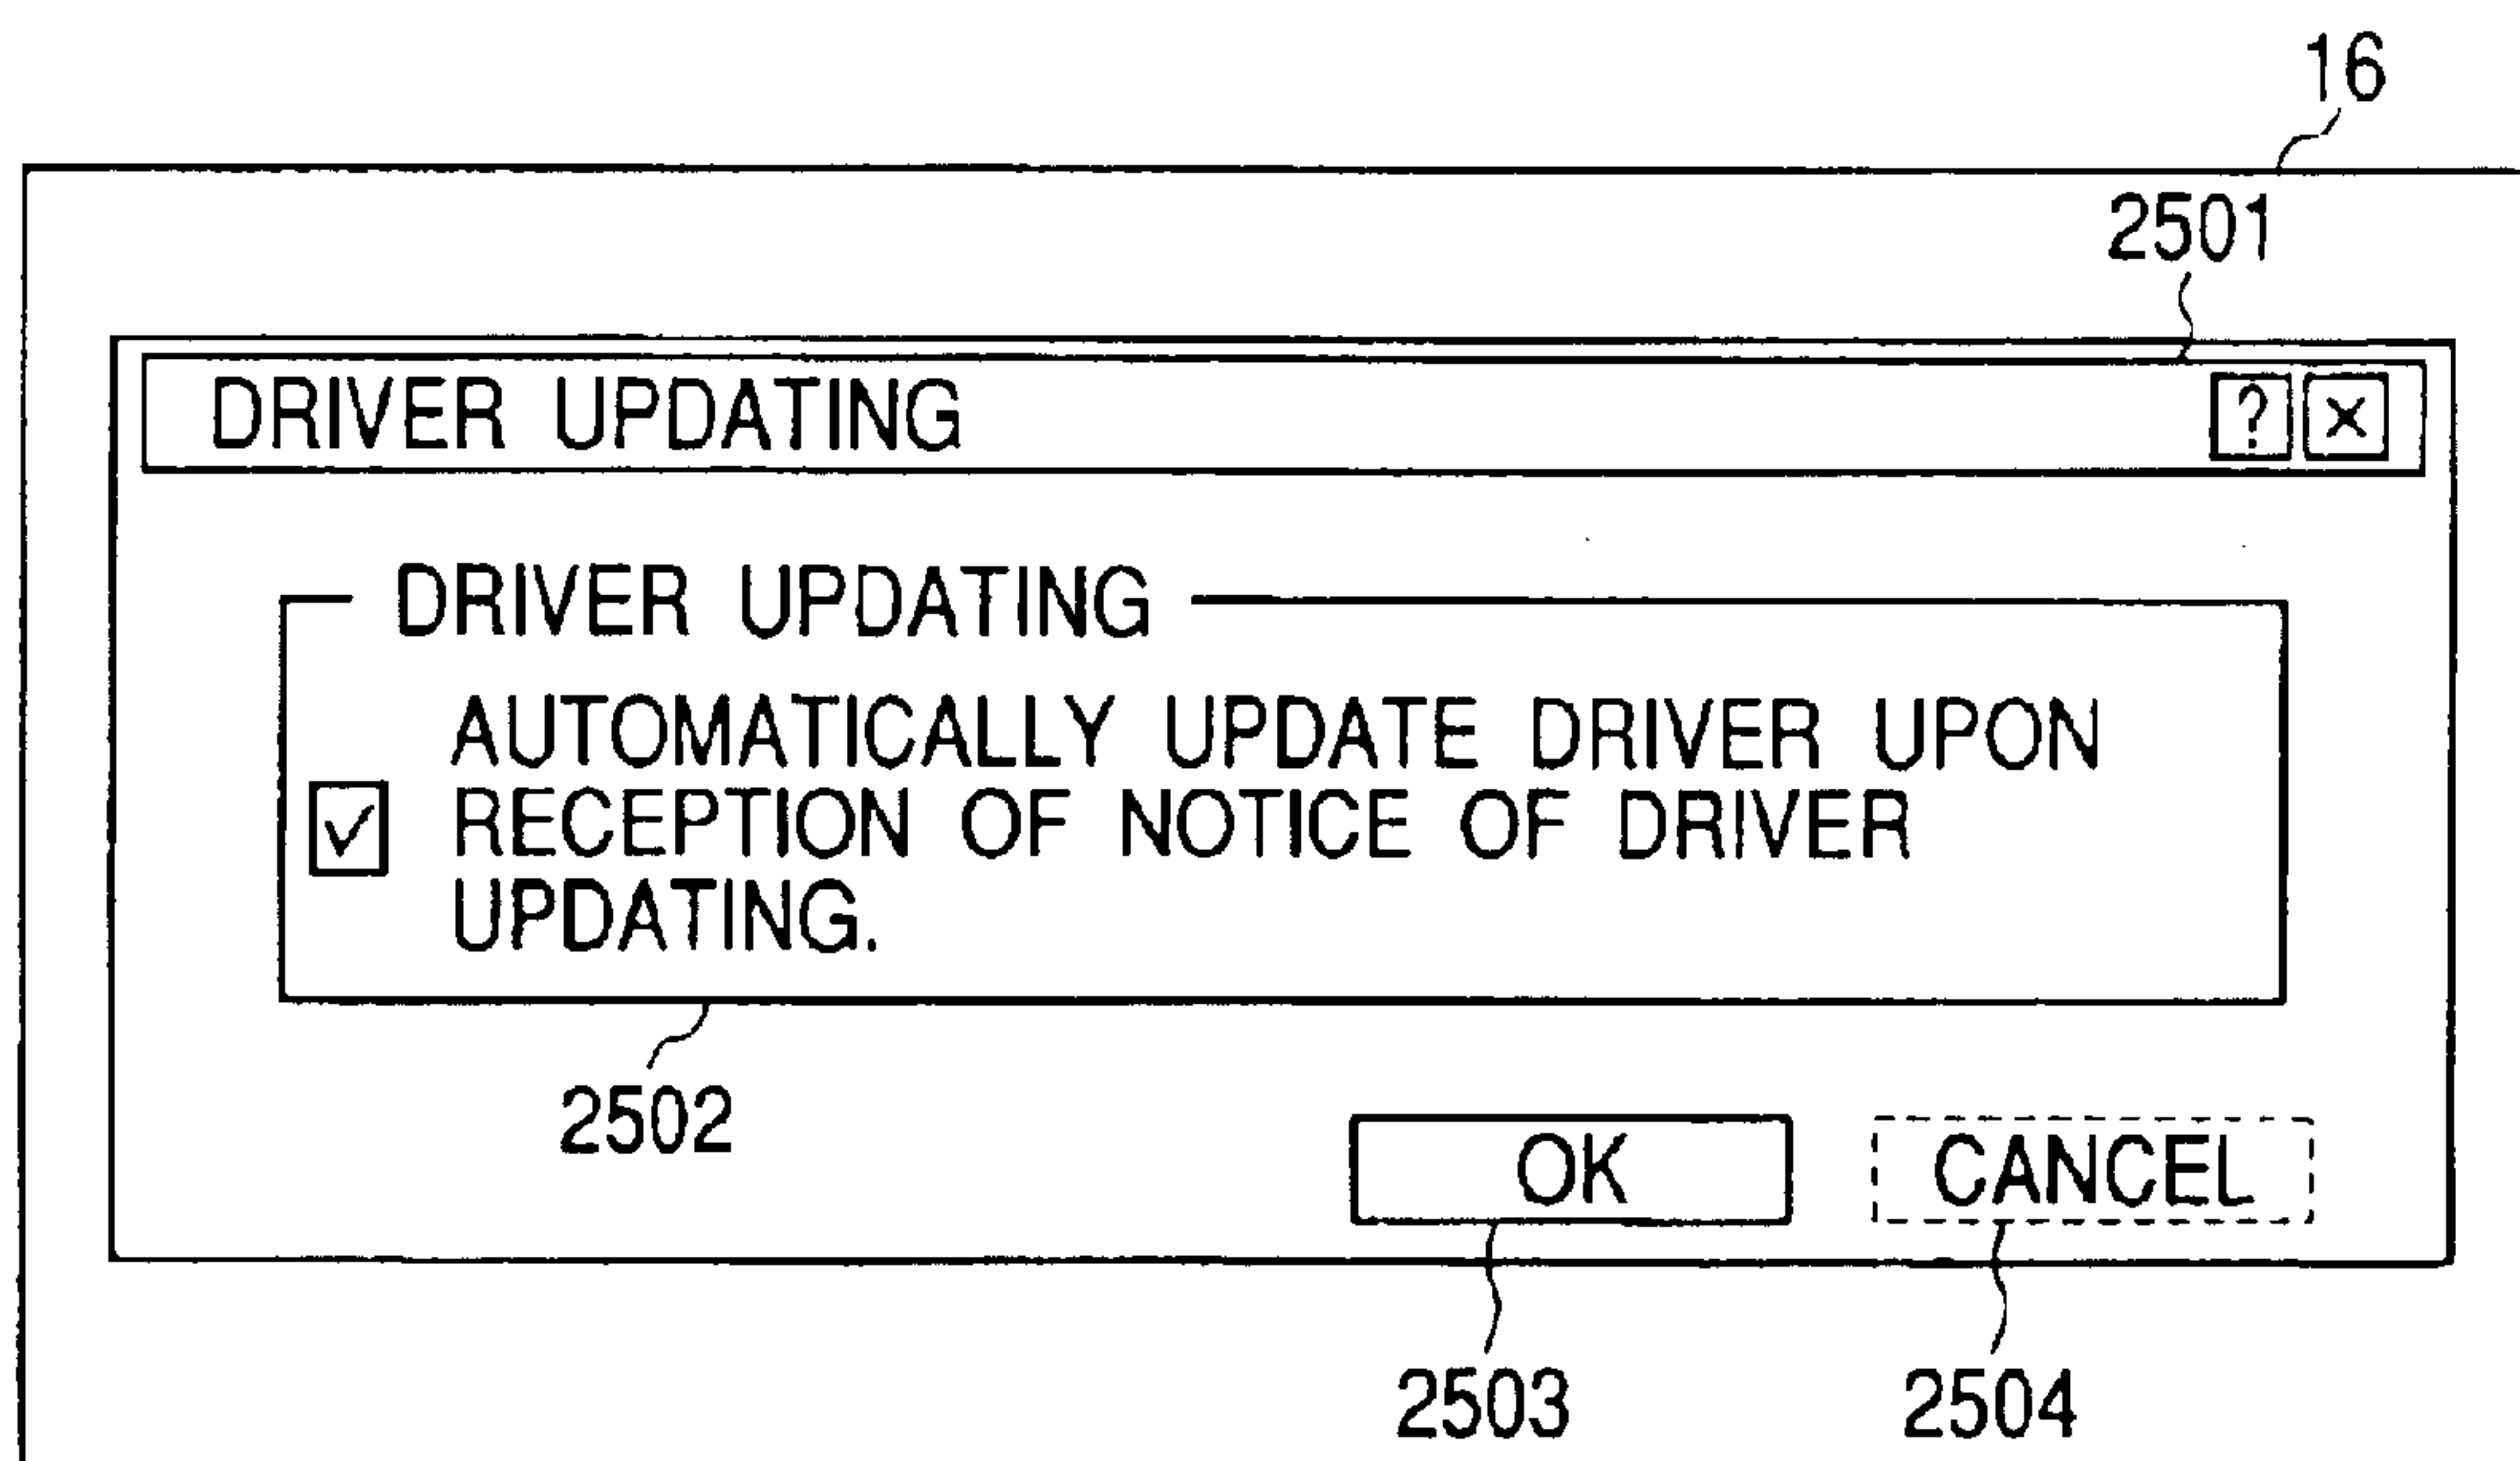 16
2501
DRIVER UPDATING ? ×
DRIVER UPDATING
AUTOMATICALLY UPDATE DRIVER UPON
RECEPTION OF NOTICE OF DRIVER
UPDATING.
2502
OK CANCEL
2503 2504